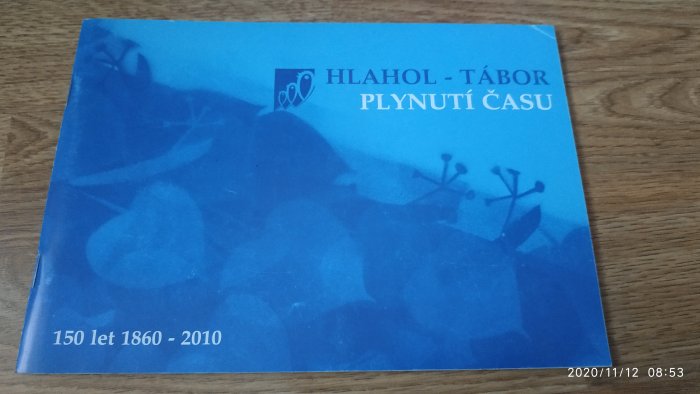 HLAHOL - TÁBOR
PLYNUTÍ ČASU
150 let 1860 - 2010
2020/11/12 08:53